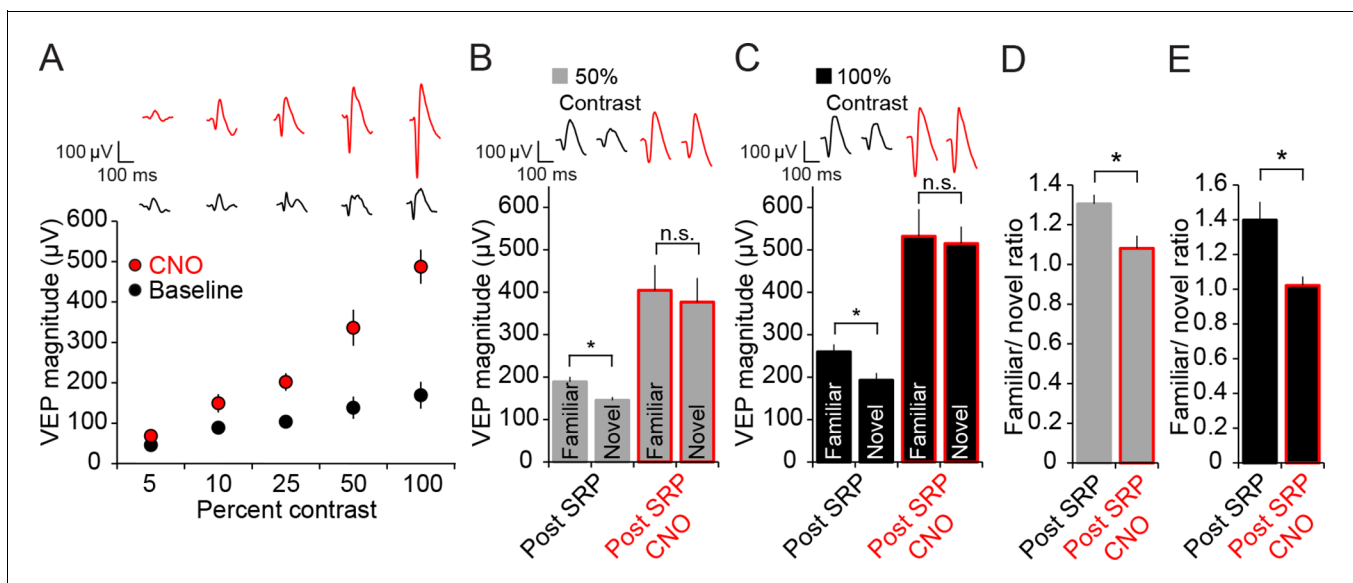 A
100 µV
100 ms
VEP magnitude (µV)
600
500
400
300
200
100
0
CNO
Baseline
5 10 25 50 100
Percent contrast
B
50%
Contrast
100 µV
100 ms
VEP magnitude (µV)
600
500
400
300
200
100
0
*
n.s.
Familiar
Novel
Familiar
Novel
Post SRP
Post SRP
CNO
C
100%
Contrast
100 µV
100 ms
VEP magnitude (µV)
600
500
400
300
200
100
0
*
n.s.
Familiar
Novel
Familiar
Novel
Post SRP
Post SRP
CNO
D
*
Familiar/ novel ratio
1.4
1.2
1.0
0.8
0.6
1.4
1.2
0
Post SRP
Post SRP
CNO
E
*
Familiar/ novel ratio
1.6
1.4
1.2
1.0
0.8
0.6
1.4
1.2
0
Post SRP
Post SRP
CNO